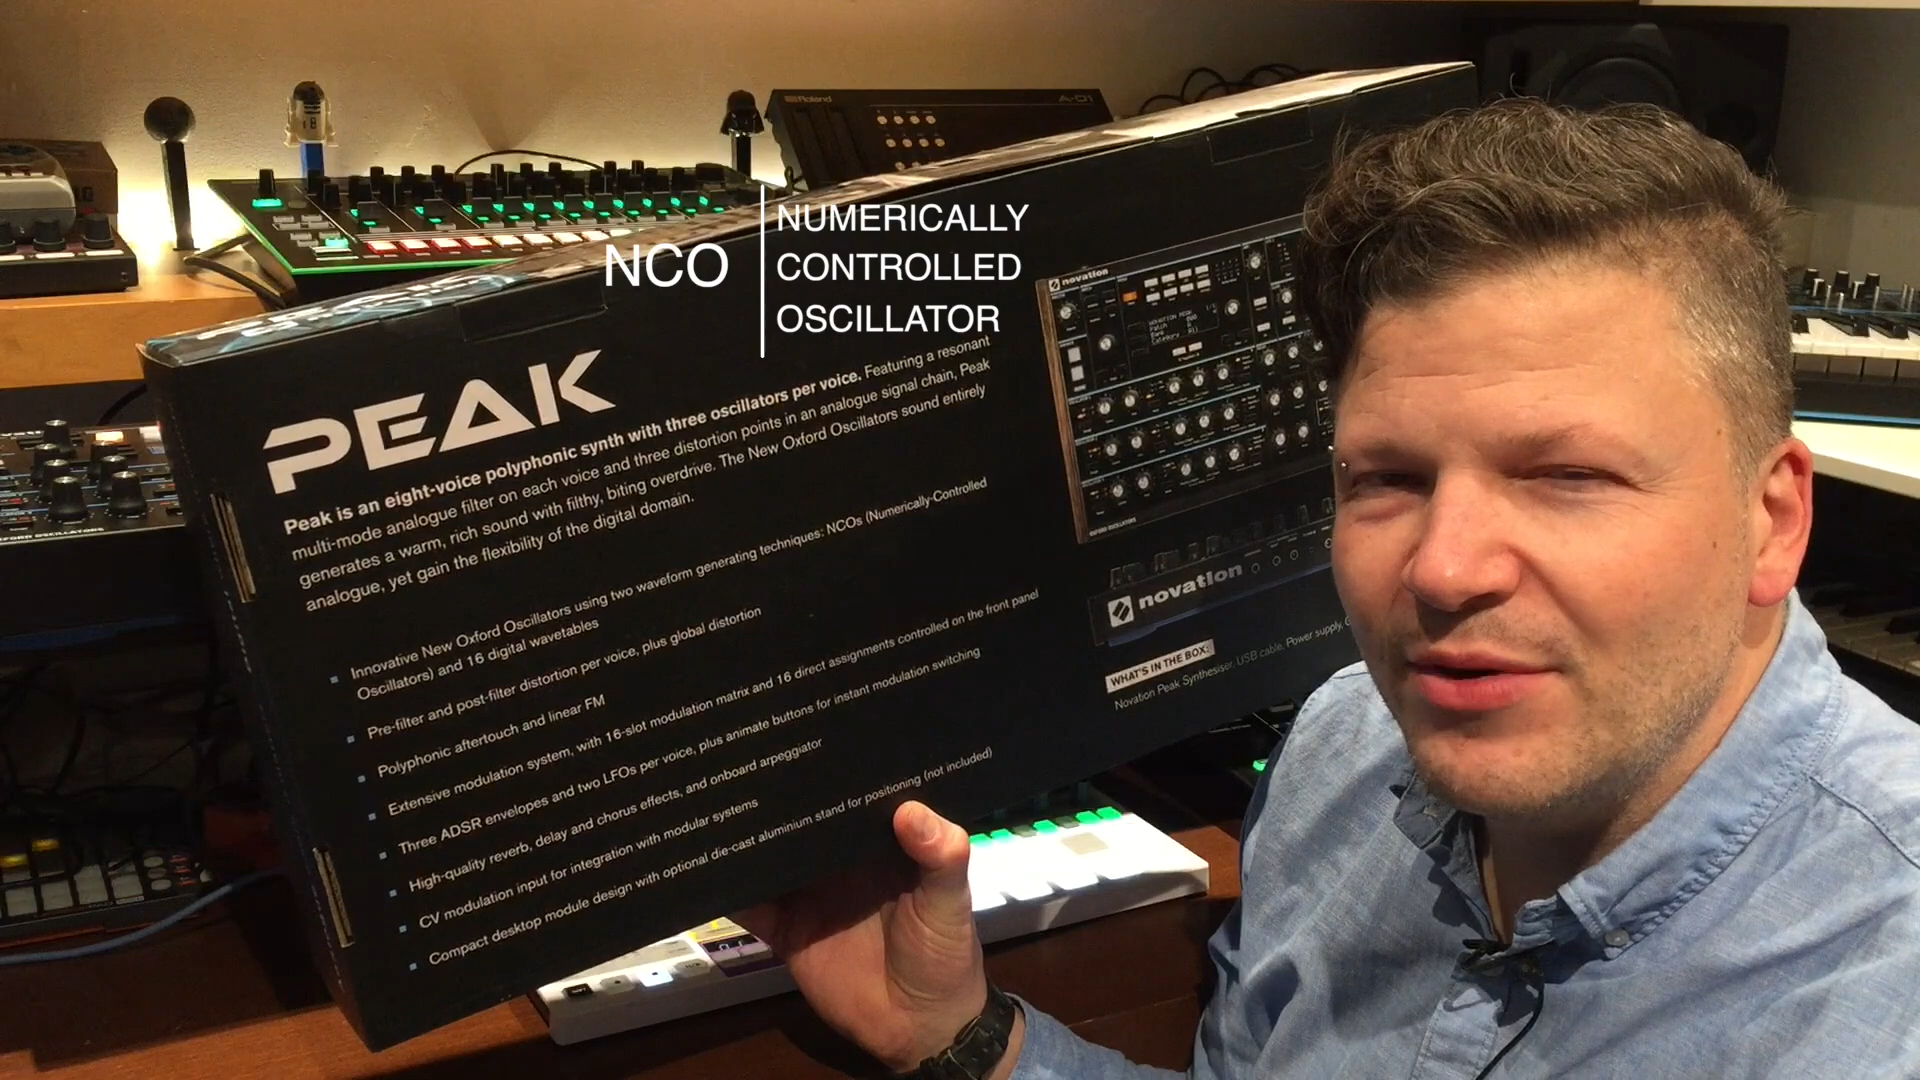 Roland
A-01
NCO
NUMERICALLY
CONTROLLED
OSCILLATOR
PEAK
Peak is an eight-voice polyphonic synth with three oscillators per voice. Featuring a resonant
multi-mode analogue filter on each voice and three distortion points in an analogue signal chain, Peak
generates a warm, rich sound with filthy, biting overdrive. The New Oxford Oscillators sound entirely
analogue, yet gain the flexibility of the digital domain.
Innovative New Oxford Oscillators using two waveform generating techniques: NCOs (Numerically-Controlled
Oscillators) and 16 digital wavetables
Pre-filter and post-filter distortion per voice, plus global distortion
Polyphonic aftertouch and linear FM
Extensive modulation system, with 16-slot modulation matrix and 16 direct assignments controlled on the front panel
Three ADSR envelopes and two LFOs per voice, plus animate buttons for instant modulation switching
High-quality reverb, delay and chorus effects, and onboard arpeggiator
CV modulation input for integration with modular systems
Compact desktop module design with optional die-cast aluminium stand for positioning (not included)
novation
novation
WHAT'S IN THE BOX:
Novation Peak Synthesiser, USB cable, Power supply,